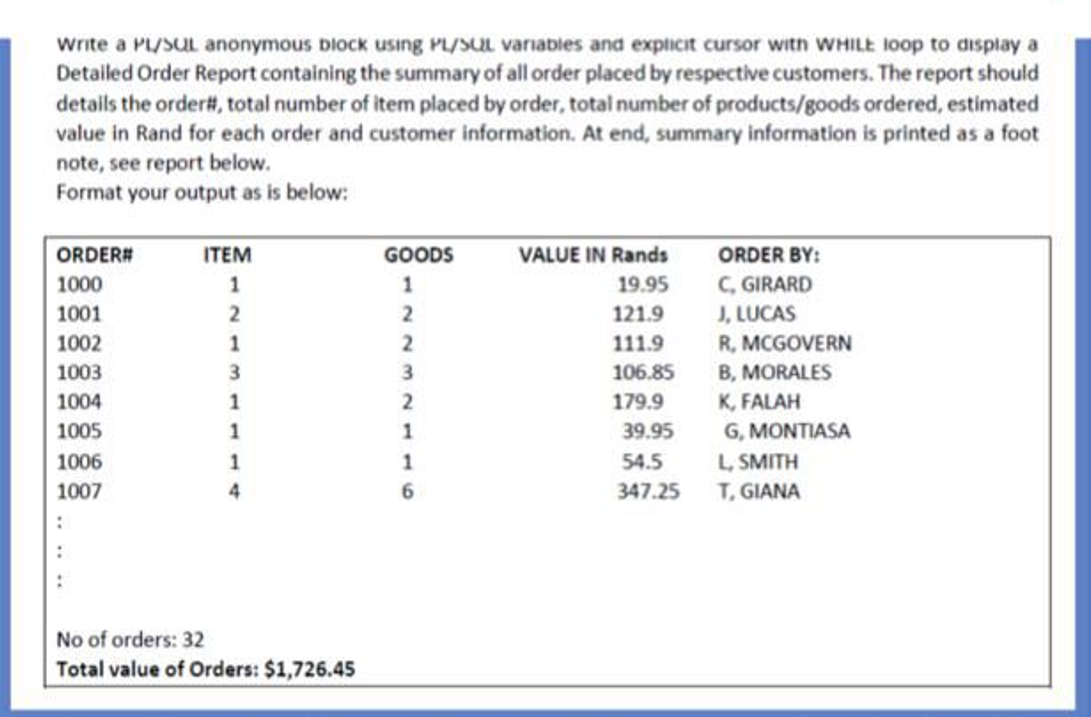 Write a PL/SQL anonymous block using PL/SQL variables and explicit cursor with WHILE loop to display a
Detailed Order Report containing the summary of all order placed by respective customers. The report should
details the order#, total number of item placed by order, total number of products/goods ordered, estimated
value in Rand for each order and customer information. At end, summary information is printed as a foot
note, see report below.
Format your output as is below:
ORDER# ITEM GOODS VALUE IN Rands ORDER BY:
1000 1 1 19.95 C, GIRARD
1001 2 2 121.9 J, LUCAS
1002 1 2 111.9 R, MCGOVERN
1003 3 3 106.85 B, MORALES
1004 1 2 179.9 K, FALAH
1005 1 1 39.95 G, MONTIASA
1006 1 1 54.5 L, SMITH
1007 4 6 347.25 T, GIANA
:
:
:
No of orders: 32
Total value of Orders: $1,726.45